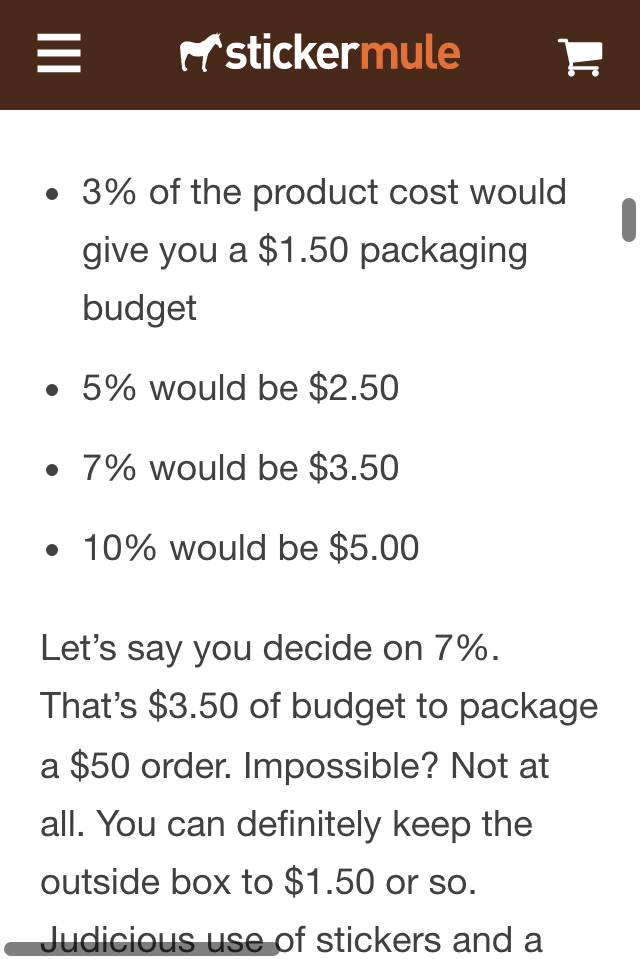 stickermule
• 3% of the product cost would
give you a $1.50 packaging
budget
• 5% would be $2.50
• 7% would be $3.50
• 10% would be $5.00
Let’s say you decide on 7%.
That’s $3.50 of budget to package
a $50 order. Impossible? Not at
all. You can definitely keep the
outside box to $1.50 or so.
Judicious use of stickers and a